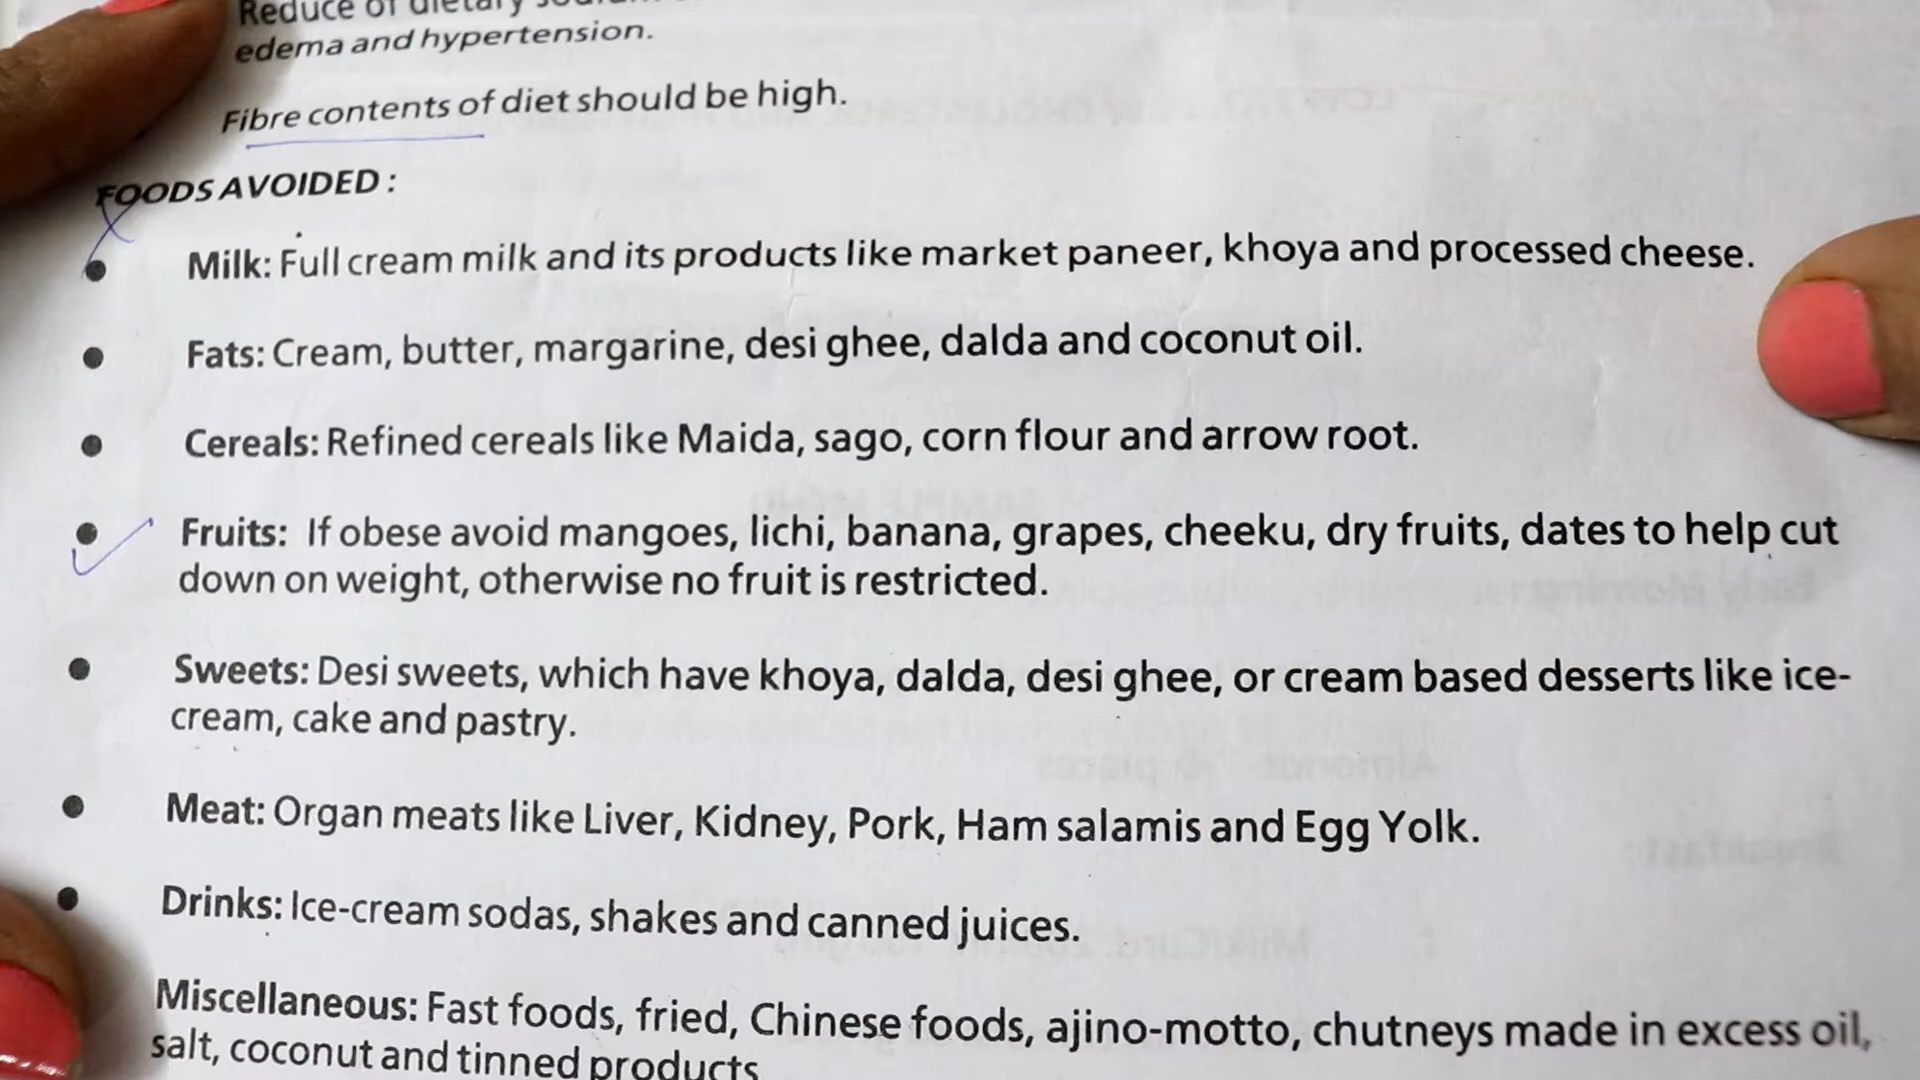 Reduce of dietary
edema and hypertension.
Fibre contents of diet should be high.
FOODS AVOIDED :
Milk: Full cream milk and its products like market paneer, khoya and processed cheese.
Fats: Cream, butter, margarine, desi ghee, dalda and coconut oil.
Cereals: Refined cereals like Maida, sago, corn flour and arrow root.
Fruits: If obese avoid mangoes, lichi, banana, grapes, cheeku, dry fruits, dates to help cut
down on weight, otherwise no fruit is restricted.
Sweets: Desi sweets, which have khoya, dalda, desi ghee, or cream based desserts like ice-
cream, cake and pastry.
Meat: Organ meats like Liver, Kidney, Pork, Ham salamis and Egg Yolk.
Drinks: Ice-cream sodas, shakes and canned juices.
Miscellaneous: Fast foods, fried, Chinese foods, ajino-motto, chutneys made in excess oil,
salt, coconut and tinned products